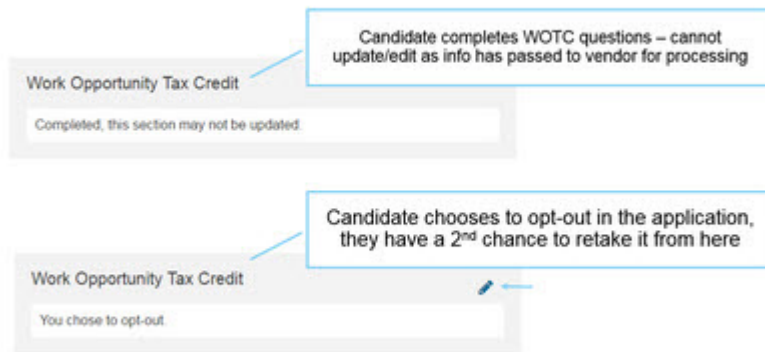 Candidate completes WOTC questions – cannot
update/edit as info has passed to vendor for processing
Work Opportunity Tax Credit
Completed, this section may not be updated.
Candidate chooses to opt-out in the application,
they have a 2nd chance to retake it from here
Work Opportunity Tax Credit
You chose to opt-out